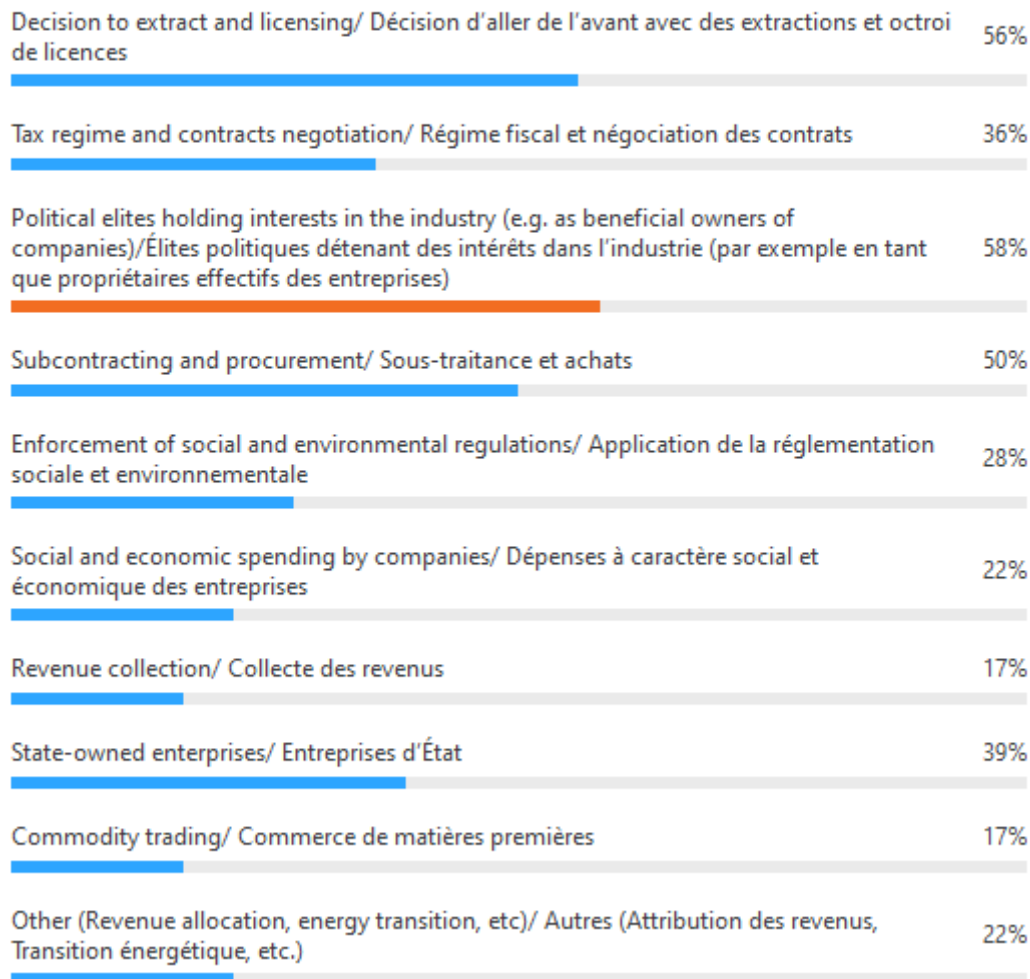 Decision to extract and licensing/ Décision d'aller de l'avant avec des extractions et octroi
de licences
56%
Tax regime and contracts negotiation/ Régime fiscal et négociation des contrats
36%
Political elites holding interests in the industry (e.g. as beneficial owners of
companies)/Élites politiques détenant des intérêts dans l'industrie (par exemple en tant
que propriétaires effectifs des entreprises)
58%
Subcontracting and procurement/ Sous-traitance et achats
50%
Enforcement of social and environmental regulations/ Application de la réglementation
sociale et environnementale
28%
Social and economic spending by companies/ Dépenses à caractère social et
économique des entreprises
22%
Revenue collection/ Collecte des revenus
17%
State-owned enterprises/ Entreprises d'État
39%
Commodity trading/ Commerce de matières premières
17%
Other (Revenue allocation, energy transition, etc)/ Autres (Attribution des revenus,
Transition énergétique, etc.)
22%